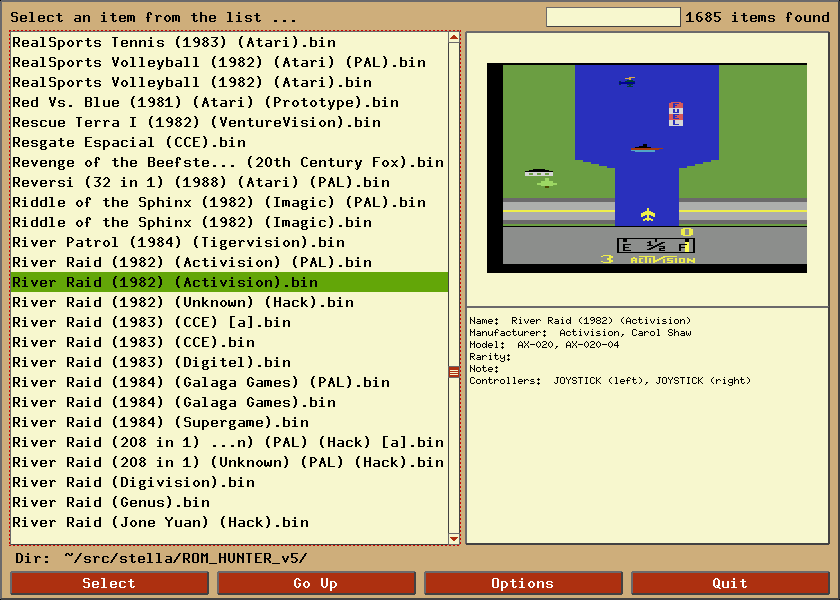 Select an item from the list ...
1685 items found
RealSports Tennis (1983) (Atari).bin
RealSports Volleyball (1982) (Atari) (PAL).bin
RealSports Volleyball (1982) (Atari).bin
Red Vs. Blue (1981) (Atari) (Prototype).bin
Rescue Terra I (1982) (VentureVision).bin
Resgate Espacial (CCE).bin
Revenge of the Beefste... (20th Century Fox).bin
Reversi (32 in 1) (1988) (Atari) (PAL).bin
Riddle of the Sphinx (1982) (Imagic) (PAL).bin
Riddle of the Sphinx (1982) (Imagic).bin
River Patrol (1984) (Tigervision).bin
River Raid (1982) (Activision) (PAL).bin
River Raid (1982) (Activision).bin
River Raid (1982) (Unknown) (Hack).bin
River Raid (1983) (CCE) [a].bin
River Raid (1983) (CCE).bin
River Raid (1983) (Digitel).bin
River Raid (1984) (Galaga Games) (PAL).bin
River Raid (1984) (Galaga Games).bin
River Raid (1984) (Supergame).bin
River Raid (208 in 1) ...n) (PAL) (Hack) [a].bin
River Raid (208 in 1) (Unknown) (PAL) (Hack).bin
River Raid (Digivision).bin
River Raid (Genus).bin
River Raid (Jone Yuan) (Hack).bin
FUEL
0
E 1/2 F
3 ACTIVISION
Name: River Raid (1982) (Activision)
Manufacturer: Activision, Carol Shaw
Model: AX-020, AX-020-04
Rarity:
Note:
Controllers: JOYSTICK (left), JOYSTICK (right)
Dir: ~/src/stella/ROM_HUNTER_v5/
Select
Go Up
Options
Quit